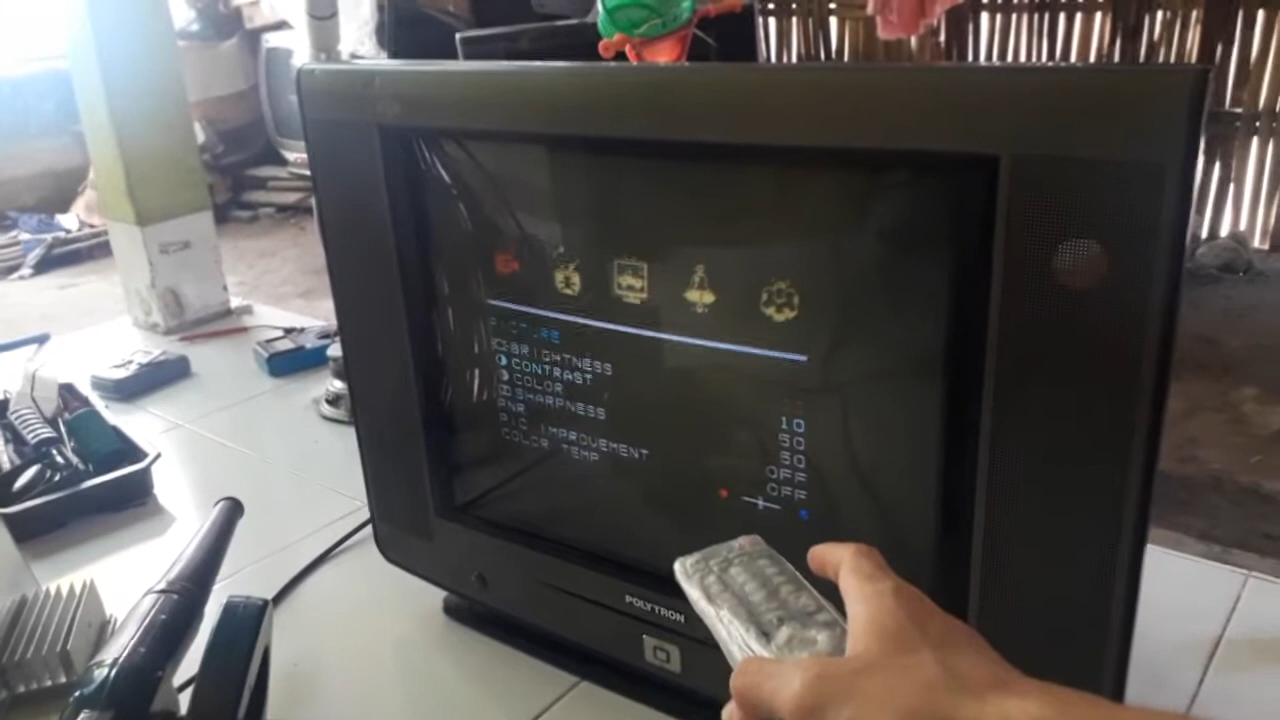 PICTURE
BRIGHTNESS
CONTRAST
COLOR
SHARPNESS
PNR
PIC IMPROVEMENT
COLOR TEMP
10
50
50
OFF
OFF
POLYTRON